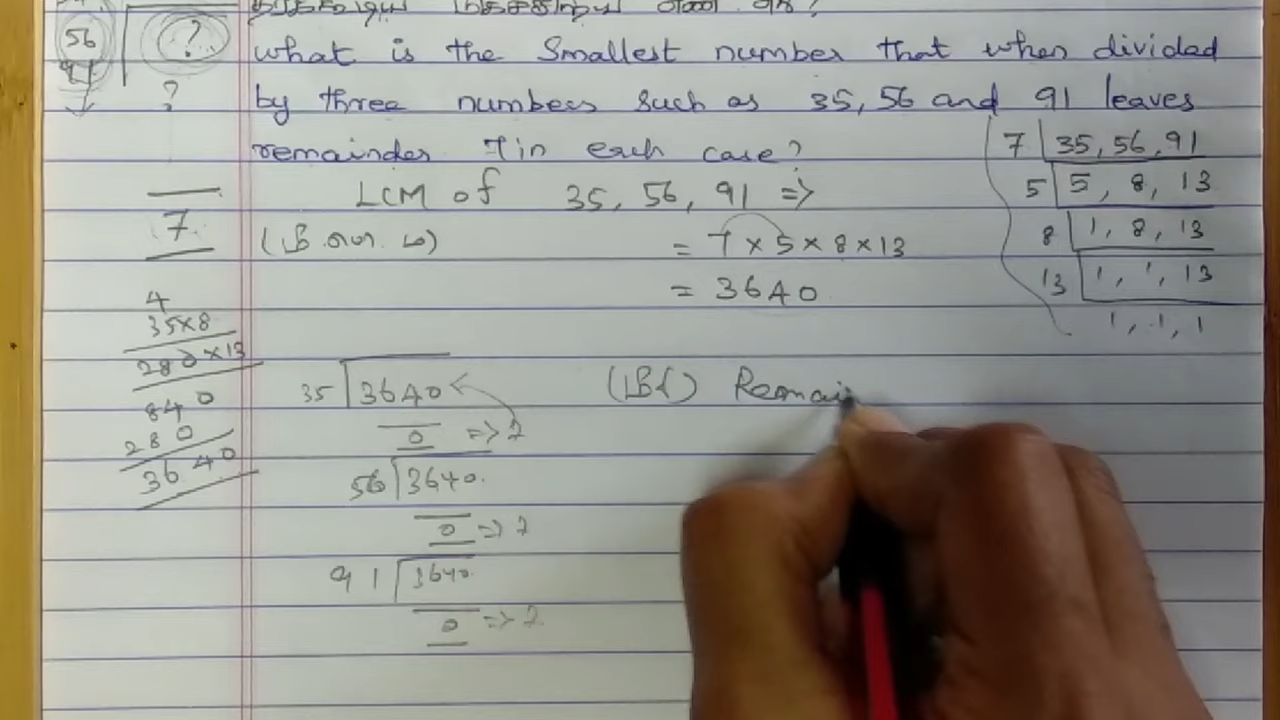 56 ?
91 ?
what is the smallest number that when divided
by three numbers such as 35, 56 and 91 leaves
remainder 7 in each case?
LCM of 35, 56, 91 =>
= 7 × 5 × 8 × 13
= 3640
7 | 35, 56, 91
5 | 5, 8, 13
8 | 1, 8, 13
13 | 1, 1, 13
1, 1, 1
7
4
35×8
280×13
840
280
3640
35 | 3640
0 => 7
56 | 3640
0 => 7
91 | 3640
0 => 7
Remai